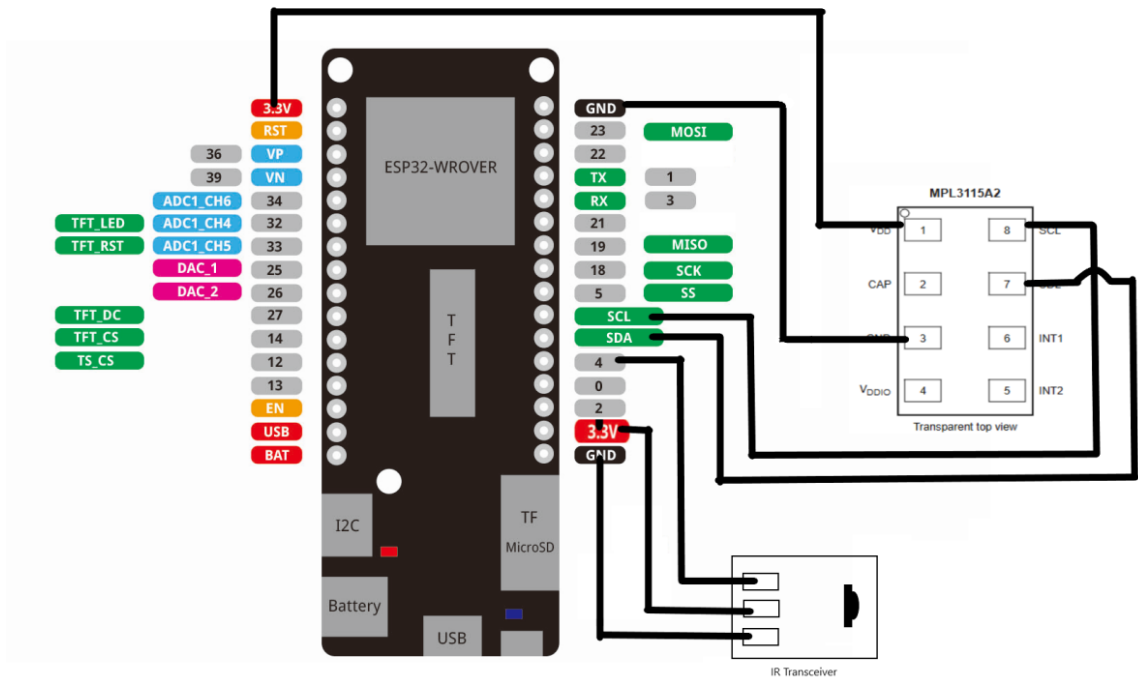 3.3V
RST
36 VP
39 VN
ADC1_CH6 34
TFT_LED ADC1_CH4 32
TFT_RST ADC1_CH5 33
DAC_1 25
DAC_2 26
TFT_DC 27
TFT_CS 14
TS_CS 12
13
EN
USB
BAT
ESP32-WROVER
T
F
T
I2C
Battery
USB
TF
MicroSD
GND
23 MOSI
22
TX 1
RX 3
21
19 MISO
18 SCK
5 SS
SCL
SDA
4
0
2
3.3V
GND
MPL3115A2
VDD 1 8 SCL
CAP 2 7
3 6 INT1
VDDIO 4 5 INT2
Transparent top view
IR Transceiver